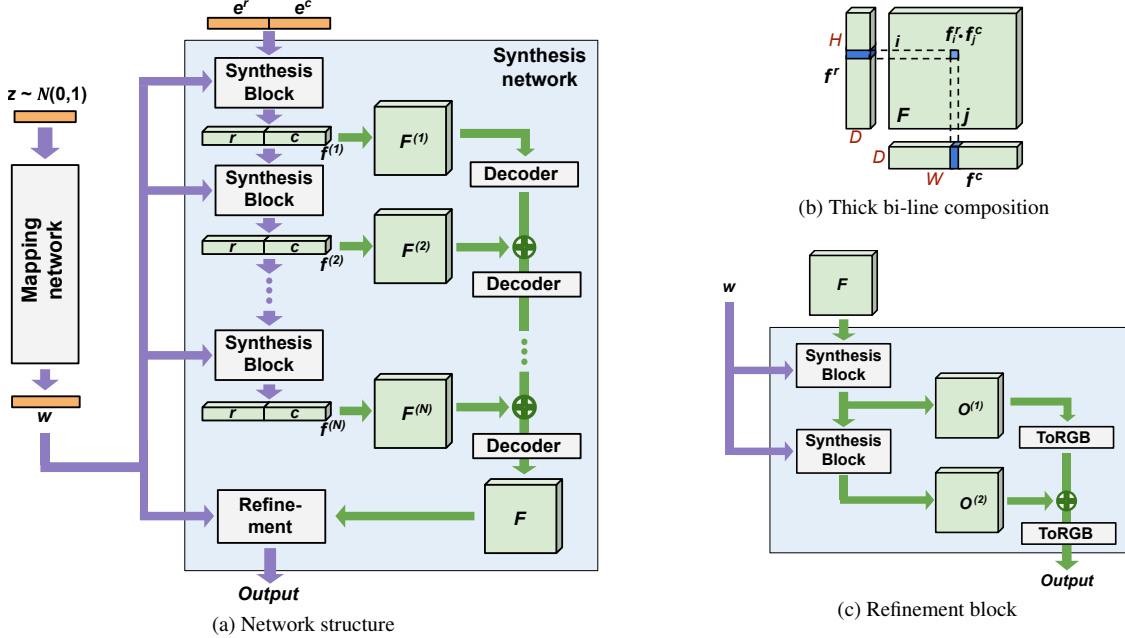 e^r e^c
Synthesis
network
z ~ N(0,1)
Mapping
network
w
Synthesis
Block
r c
f^(1)
F^(1)
Decoder
Synthesis
Block
r c
f^(2)
F^(2)
Decoder
Synthesis
Block
r c
f^(N)
F^(N)
Decoder
Refine-
ment
F
Output
(a) Network structure
H
i
f_i^r · f_j^c
f^r
F
j
D
D
W
f^c
(b) Thick bi-line composition
w
F
Synthesis
Block
O^(1)
ToRGB
Synthesis
Block
O^(2)
ToRGB
Output
(c) Refinement block